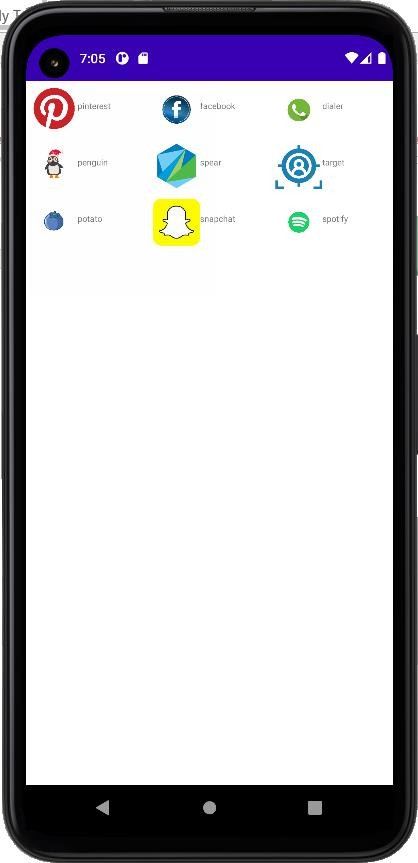 7:05
pinterest facebook dialer
penguin spear target
potato snapchat spotify